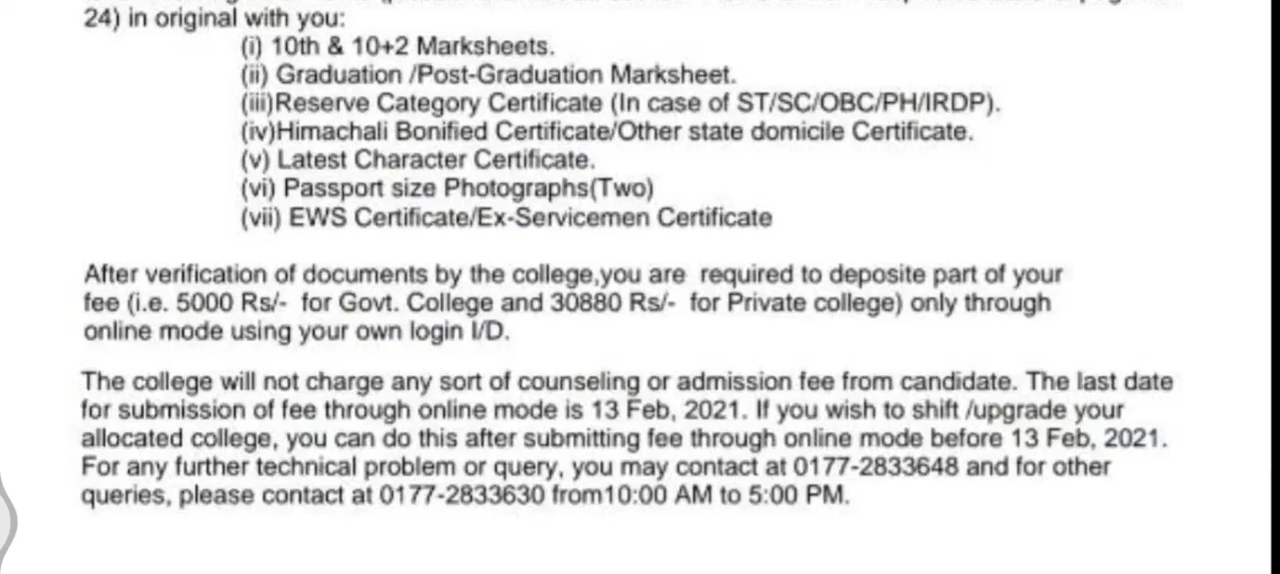 24) in original with you:
(i) 10th & 10+2 Marksheets.
(ii) Graduation /Post-Graduation Marksheet.
(iii)Reserve Category Certificate (In case of ST/SC/OBC/PH/IRDP).
(iv)Himachali Bonified Certificate/Other state domicile Certificate.
(v) Latest Character Certificate.
(vi) Passport size Photographs(Two)
(vii) EWS Certificate/Ex-Servicemen Certificate
After verification of documents by the college,you are required to deposite part of your
fee (i.e. 5000 Rs/- for Govt. College and 30880 Rs/- for Private college) only through
online mode using your own login I/D.
The college will not charge any sort of counseling or admission fee from candidate. The last date
for submission of fee through online mode is 13 Feb, 2021. If you wish to shift /upgrade your
allocated college, you can do this after submitting fee through online mode before 13 Feb, 2021.
For any further technical problem or query, you may contact at 0177-2833648 and for other
queries, please contact at 0177-2833630 from10:00 AM to 5:00 PM.